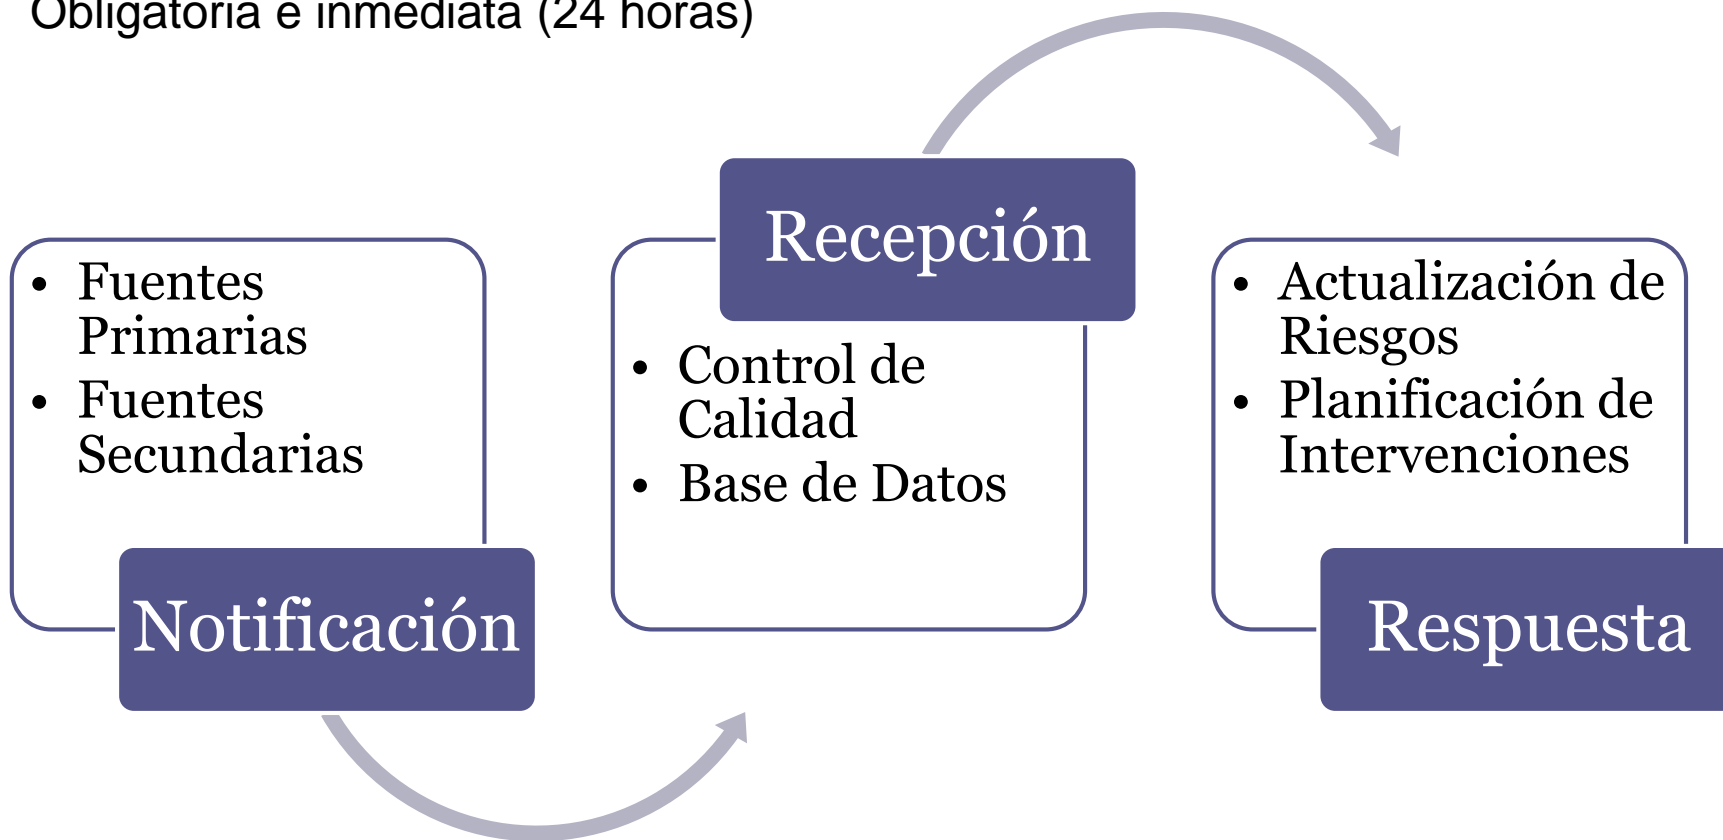 Obligatoria e inmediata (24 horas)
• Fuentes
Primarias
• Fuentes
Secundarias
Notificación
Recepción
• Control de
Calidad
• Base de Datos
• Actualización de
Riesgos
• Planificación de
Intervenciones
Respuesta